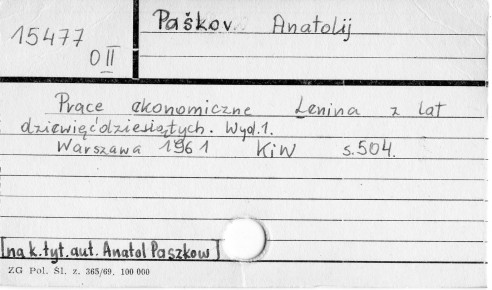 15477
O II
Paškov Anatolij
Prace ekonomiczne Lenina z lat
dziewięćdziesiątych. Wyd.1.
Warszawa 1961 KiW s.504.
[na k. tyt. aut. Anatol Paszkow]
ZG Pol. Śl. z. 365/69. 100 000